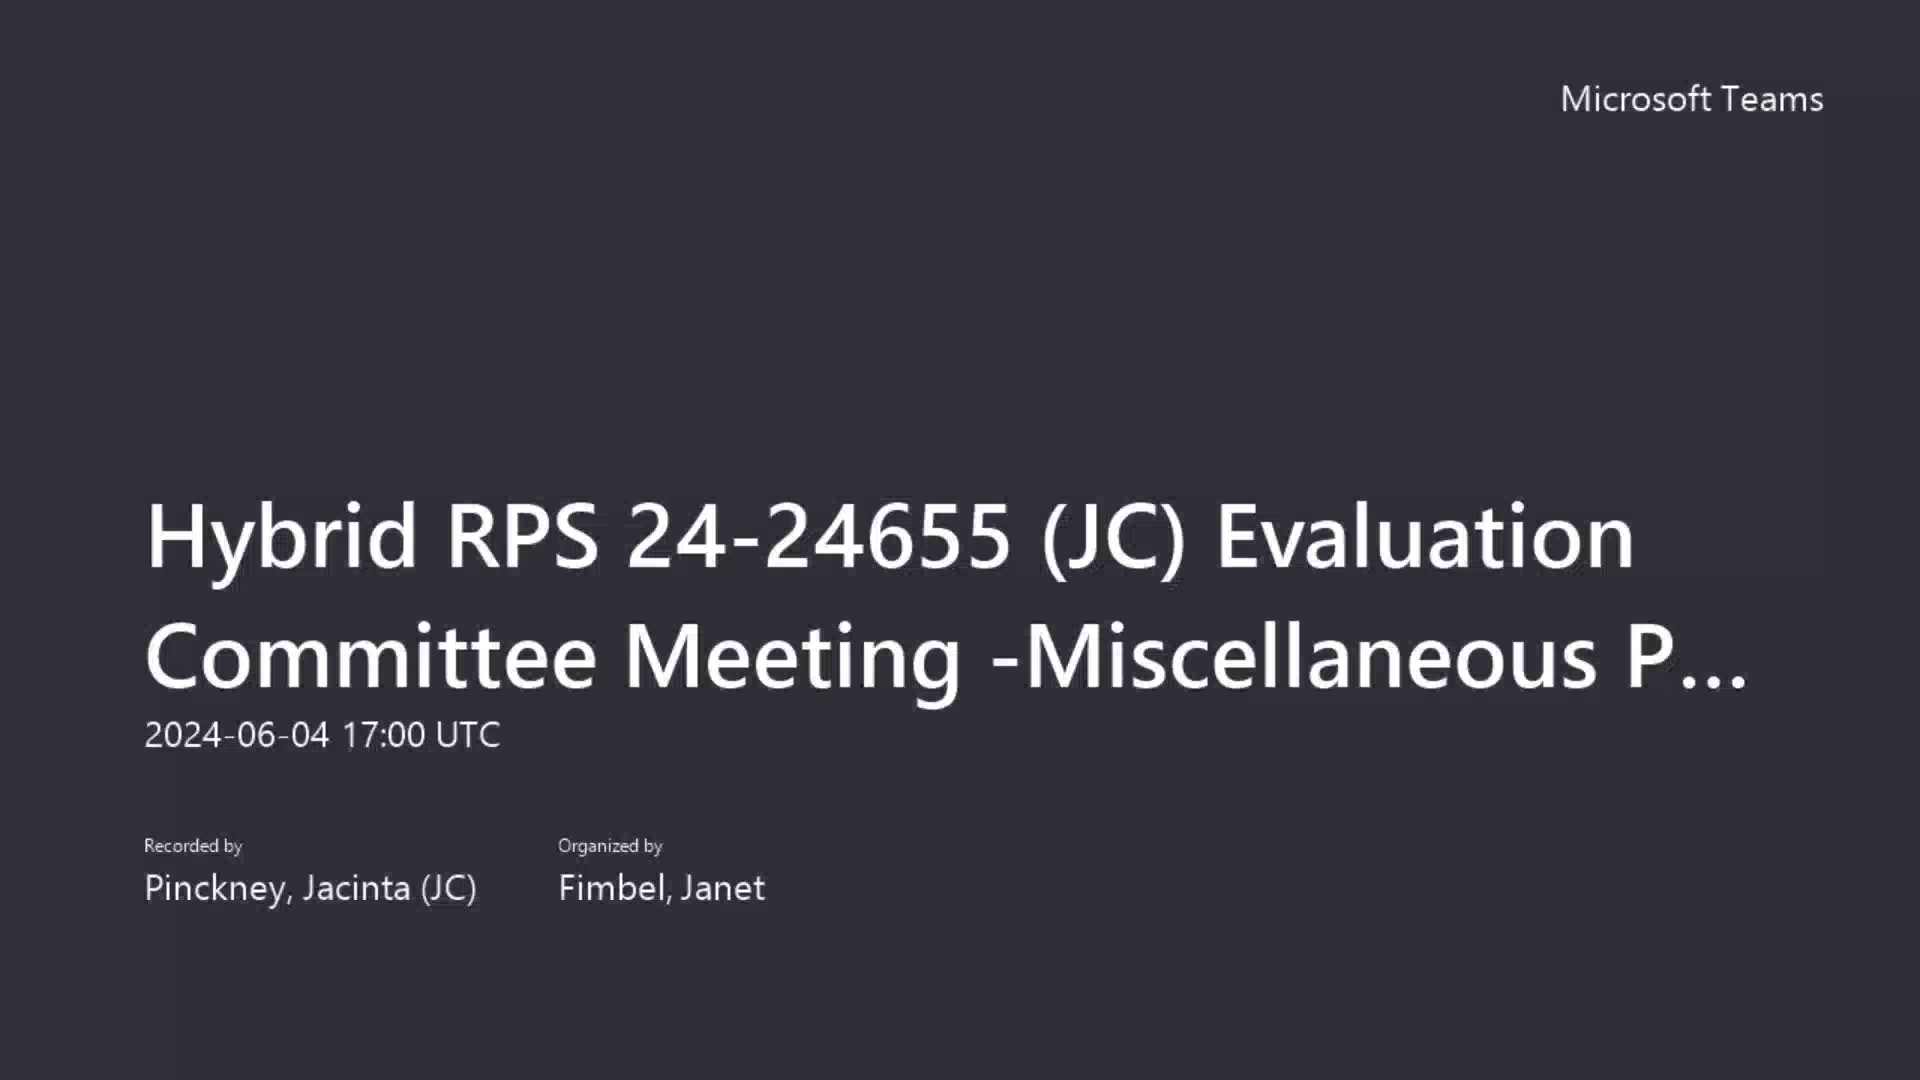 Microsoft Teams
Hybrid RPS 24-24655 (JC) Evaluation
Committee Meeting -Miscellaneous P...
2024-06-04 17:00 UTC
Recorded by
Organized by
Pinckney, Jacinta (JC)
Fimbel, Janet